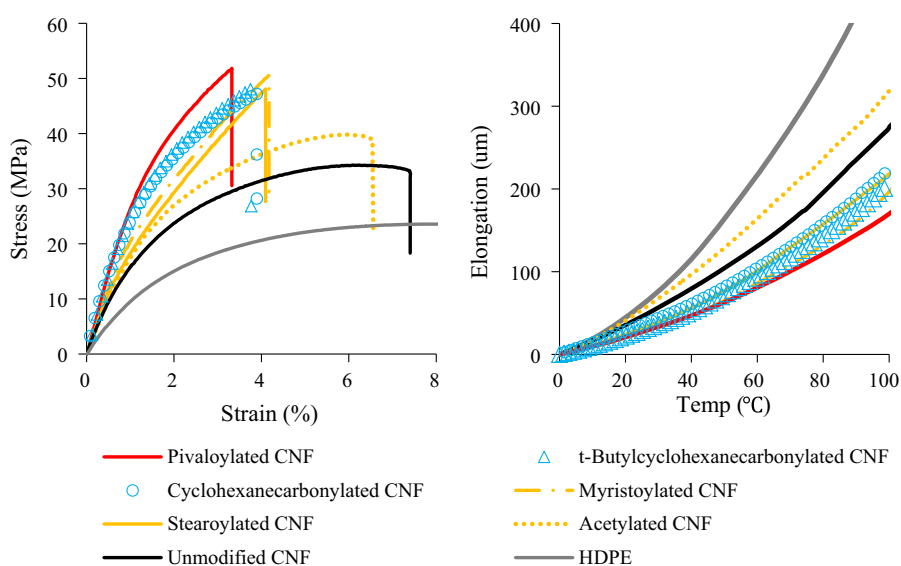 60
50
40
30
20
10
0
Stress (MPa)
0
2
4
6
8
Strain (%)
400
300
200
100
0
Elongation (um)
0
20
40
60
80
100
Temp (℃)
Pivaloylated CNF
t-Butylcyclohexanecarbonylated CNF
Cyclohexanecarbonylated CNF
Myristoylated CNF
Stearoylated CNF
Acetylated CNF
Unmodified CNF
HDPE